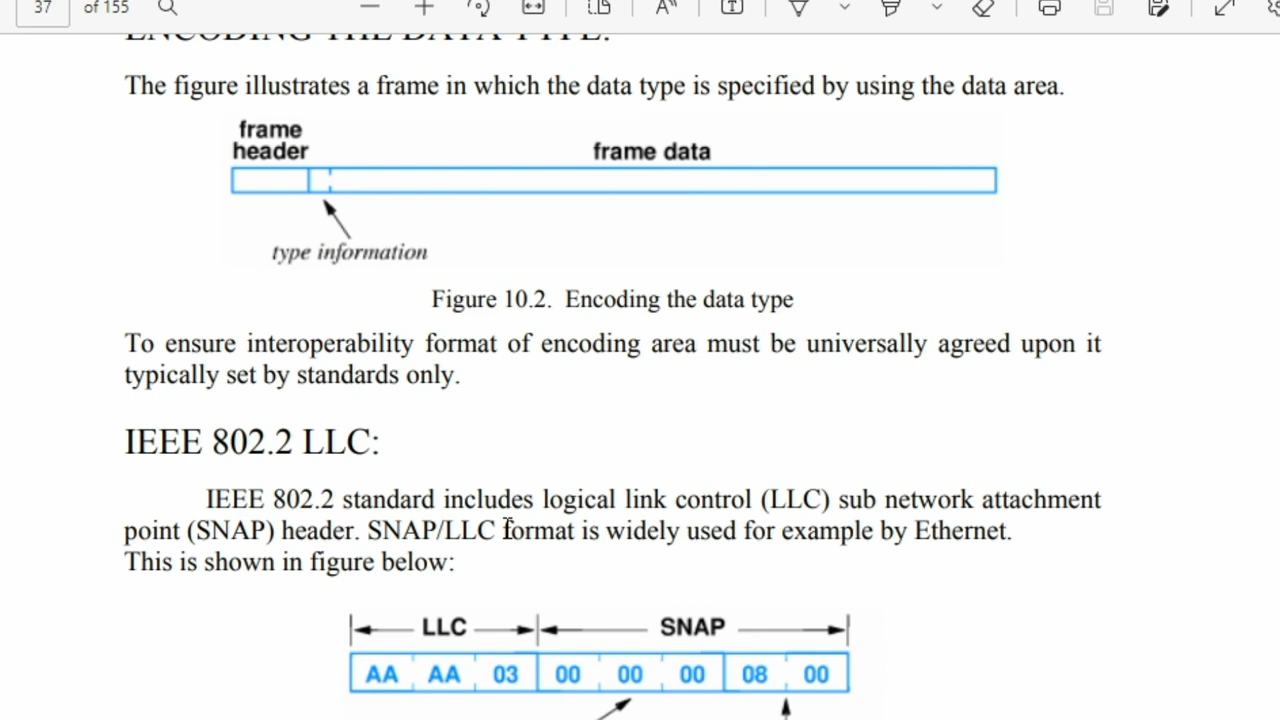 37 of 155
ENCODING THE DATA TYPE:
The figure illustrates a frame in which the data type is specified by using the data area.
frame
header
frame data
type information
Figure 10.2. Encoding the data type
To ensure interoperability format of encoding area must be universally agreed upon it
typically set by standards only.
IEEE 802.2 LLC:
IEEE 802.2 standard includes logical link control (LLC) sub network attachment
point (SNAP) header. SNAP/LLC format is widely used for example by Ethernet.
This is shown in figure below:
LLC SNAP
AA AA 03 00 00 00 08 00